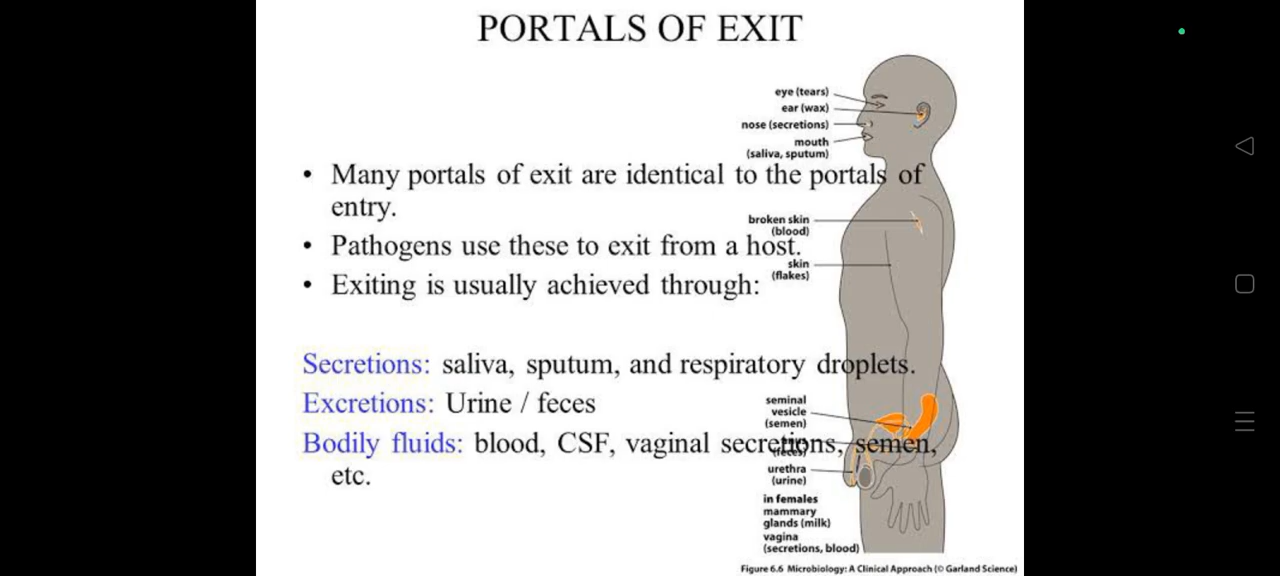 PORTALS OF EXIT
eye (tears)
ear (wax)
nose (secretions)
mouth
(saliva, sputum)
• Many portals of exit are identical to the portals of
entry.
broken skin
(blood)
• Pathogens use these to exit from a host.
skin
(flakes)
• Exiting is usually achieved through:
Secretions: saliva, sputum, and respiratory droplets.
Excretions: Urine / feces
seminal
vesicle
(semen)
Bodily fluids: blood, CSF, vaginal secretions, semen,
etc.
(feces)
urethra
(urine)
in females
mammary
glands (milk)
vagina
(secretions, blood)
Figure 6.6 Microbiology: A Clinical Approach (© Garland Science)